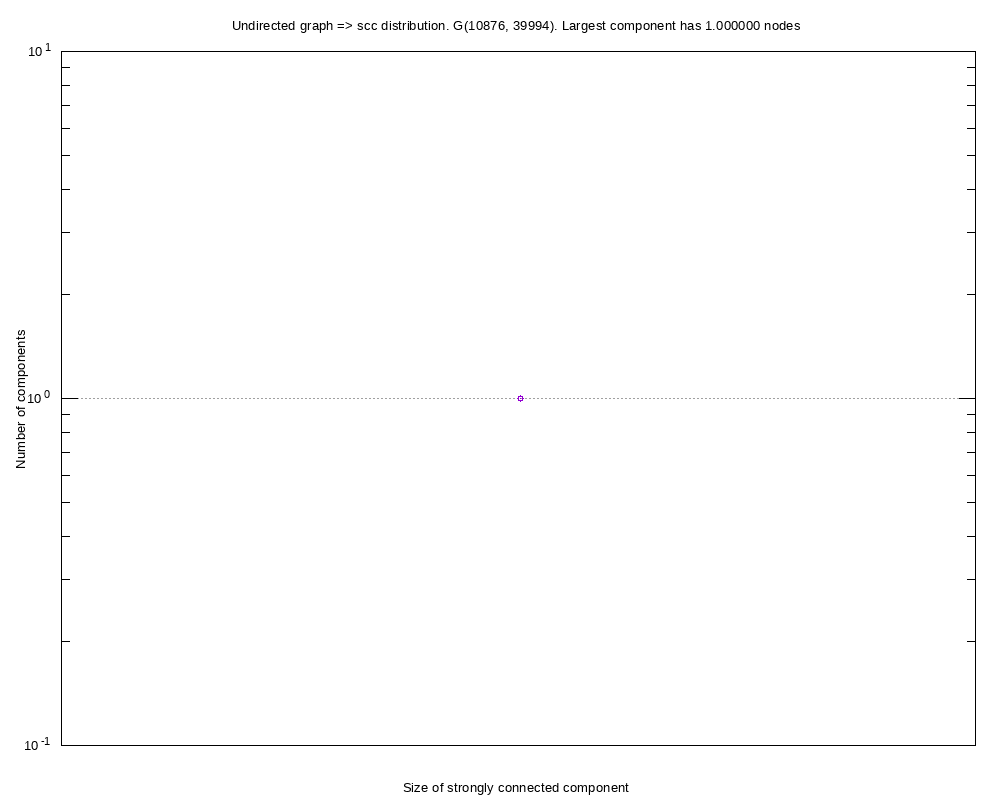 Undirected graph => scc distribution. G(10876, 39994). Largest component has 1.000000 nodes
10^1
Number of components
10^0
10^-1
Size of strongly connected component